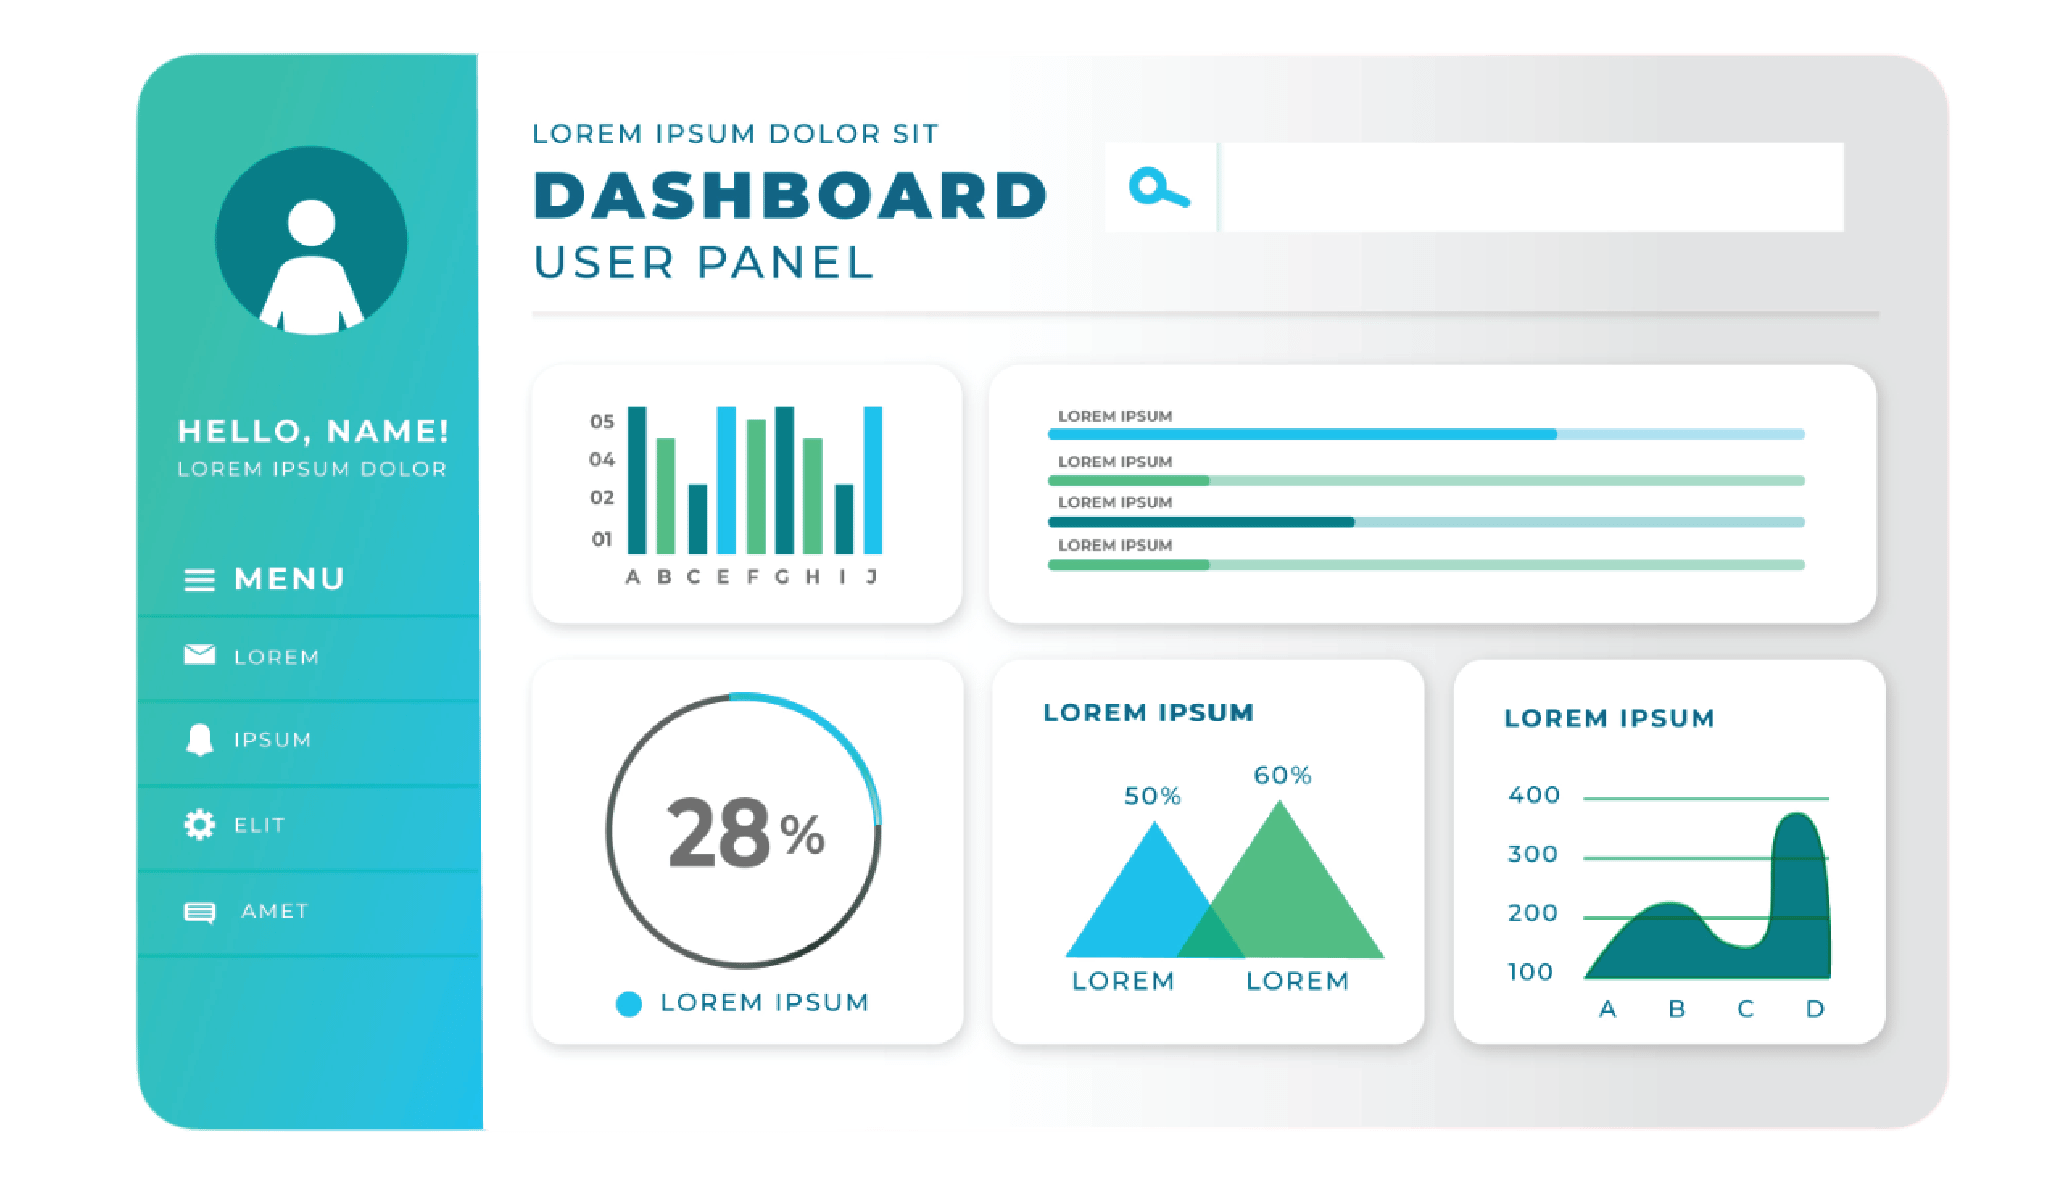 HELLO, NAME!
LOREM IPSUM DOLOR
MENU
LOREM
IPSUM
ELIT
AMET
LOREM IPSUM DOLOR SIT
DASHBOARD
USER PANEL
05
04
02
01
A B C E F G H I J
LOREM IPSUM
LOREM IPSUM
LOREM IPSUM
LOREM IPSUM
28%
LOREM IPSUM
LOREM IPSUM
50%
60%
LOREM LOREM
LOREM IPSUM
400
300
200
100
A B C D